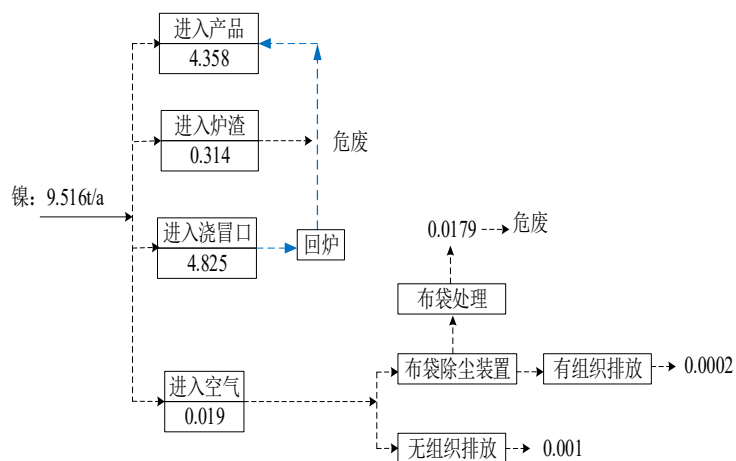 进入产品
4.358
进入炉渣
0.314
危废
镍：9.516t/a
进入浇冒口
4.825
回炉
0.0179
危废
布袋处理
进入空气
0.019
布袋除尘装置
有组织排放
0.0002
无组织排放
0.001